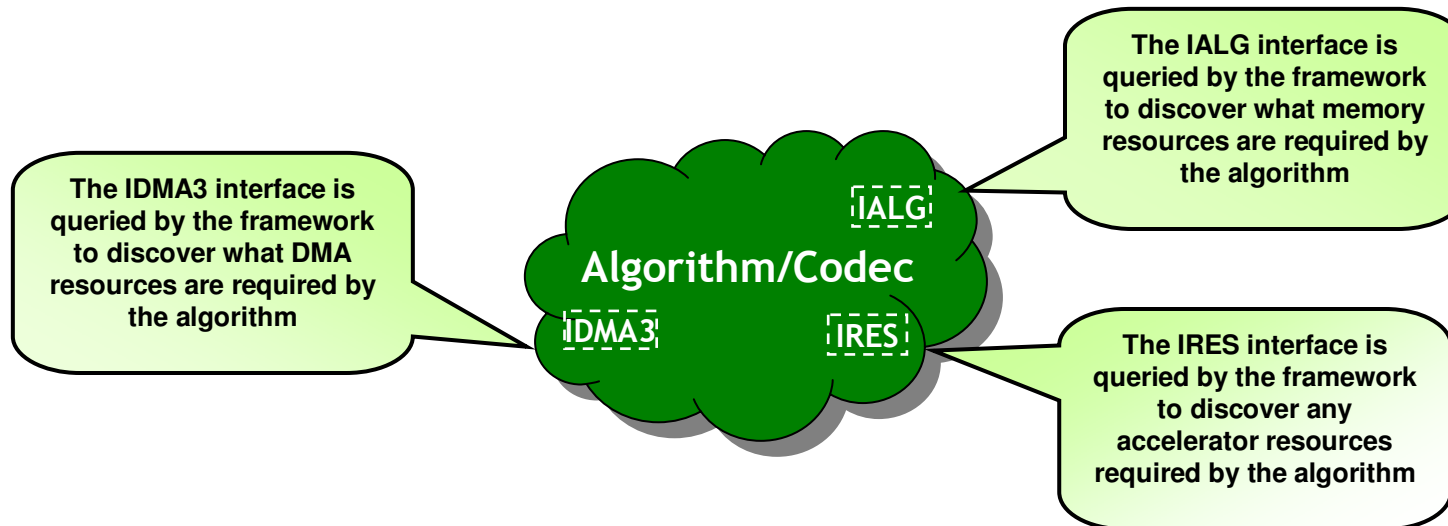 The IALG interface is
queried by the framework
to discover what memory
resources are required by
the algorithm
The IDMA3 interface is
queried by the framework
to discover what DMA
resources are required by
the algorithm
IALG
Algorithm/Codec
IDMA3
IRES
The IRES interface is
queried by the framework
to discover any
accelerator resources
required by the algorithm